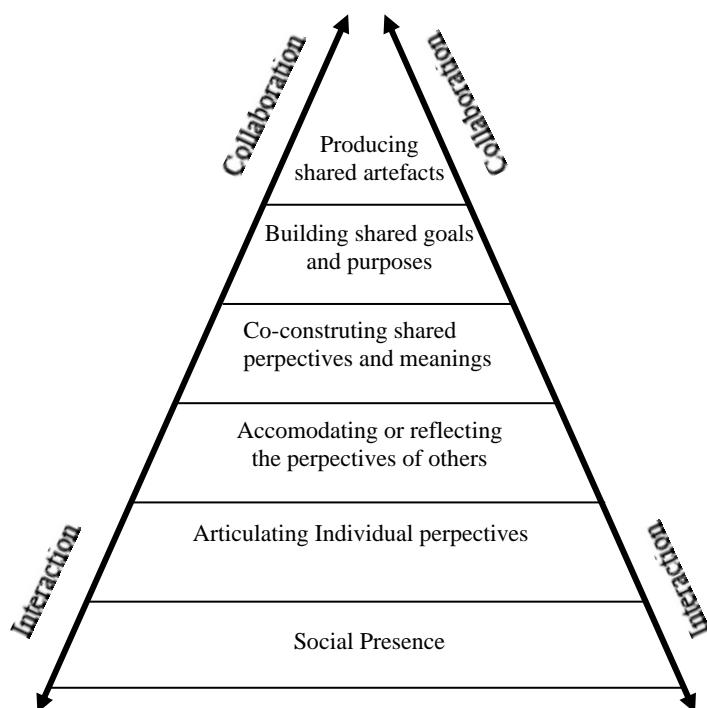 Collaboration
Collaboration
Producing
shared artefacts
Building shared goals
and purposes
Co-construting shared
perpectives and meanings
Accomodating or reflecting
the perpectives of others
Articulating Individual perpectives
Interaction
Interaction
Social Presence